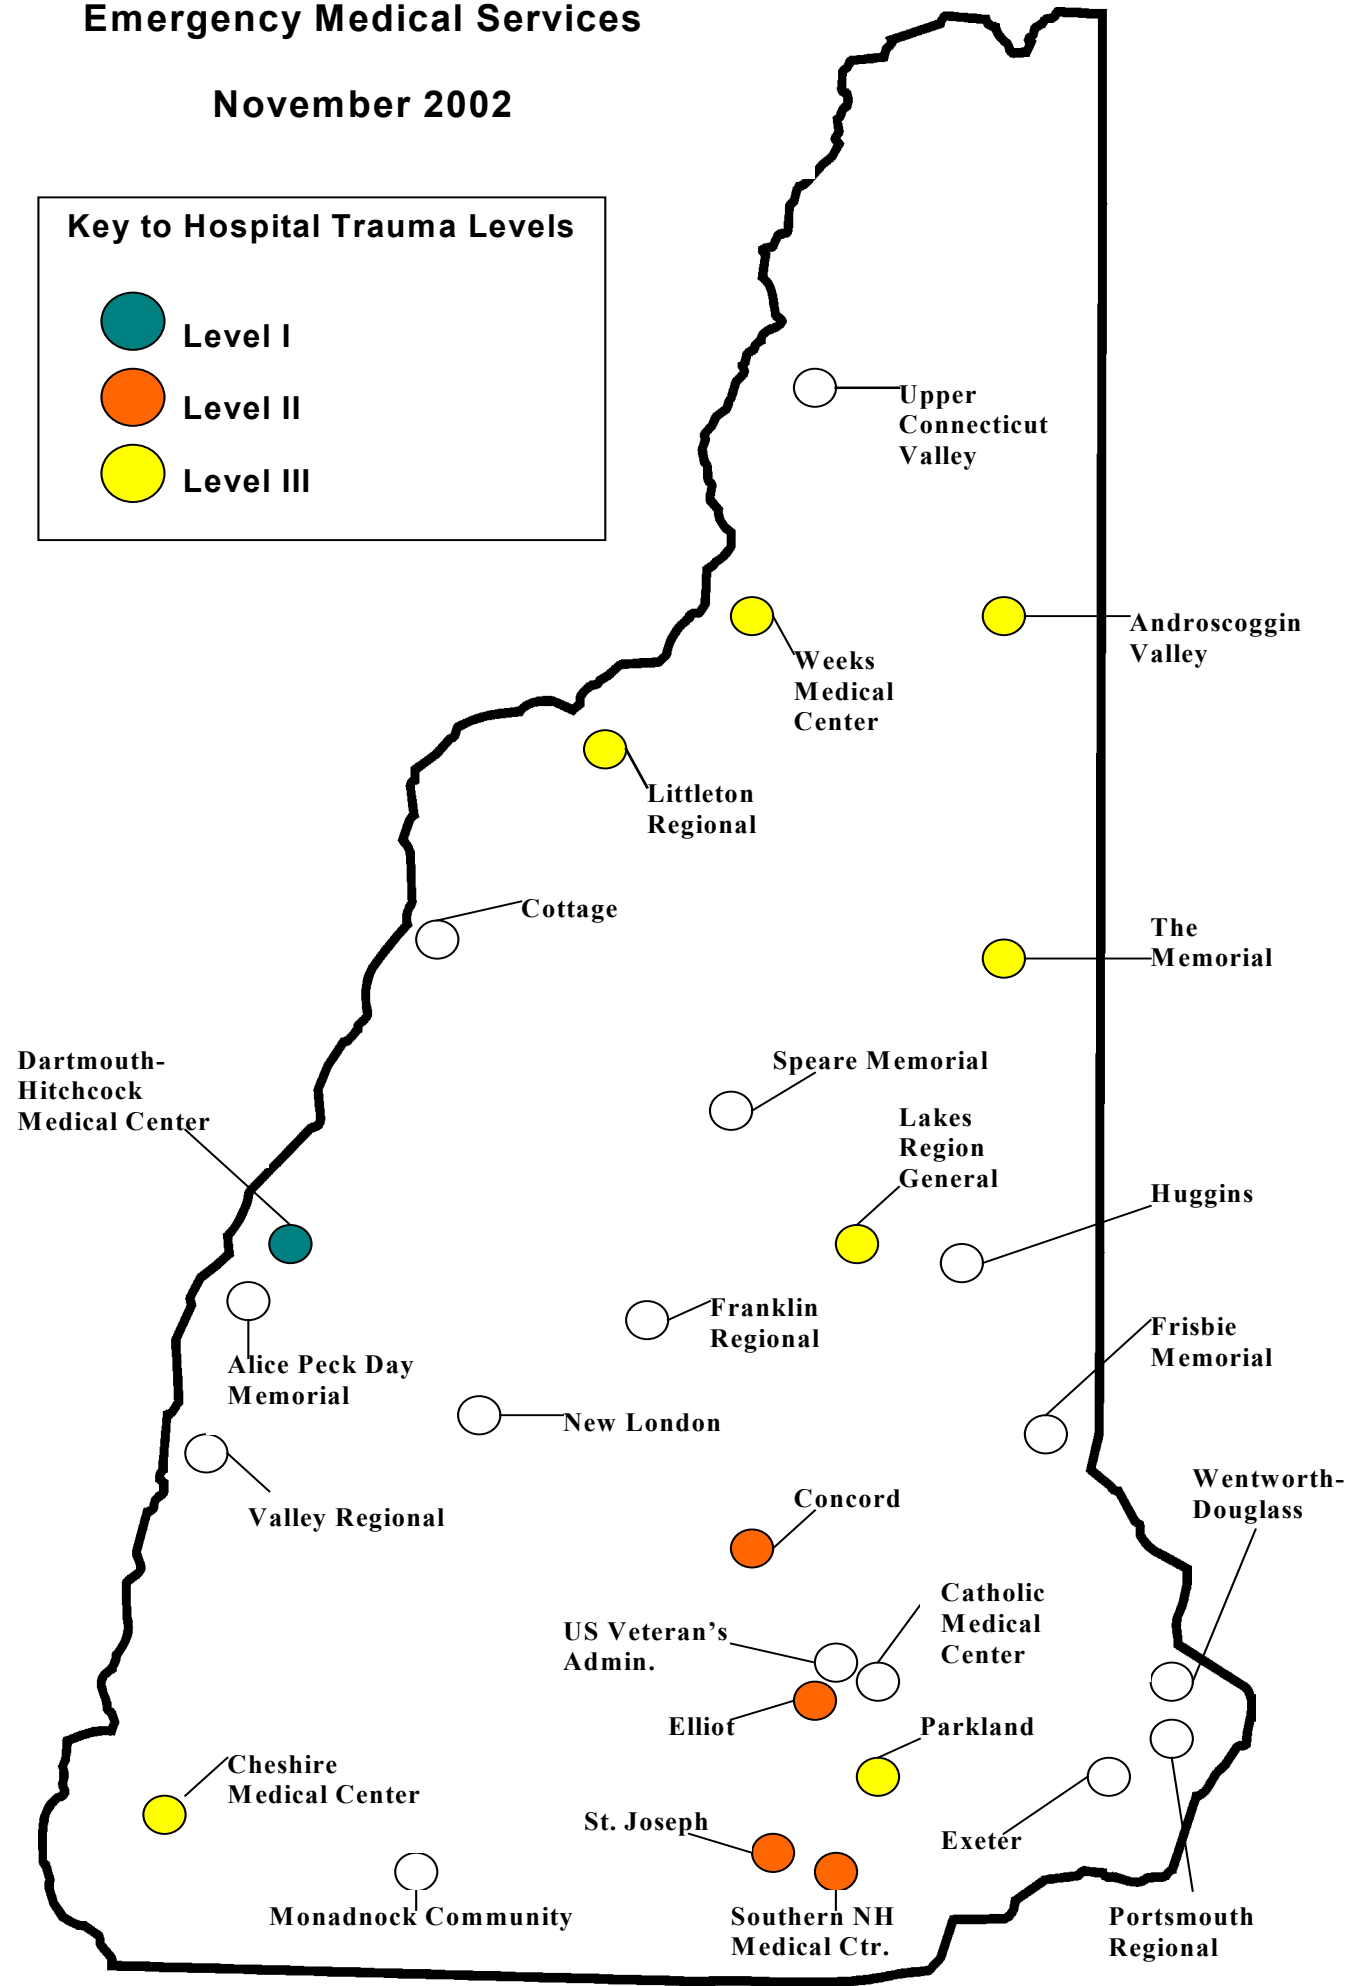 Emergency Medical Services
November 2002
Key to Hospital Trauma Levels
Level I
Level II
Level III
Upper
Connecticut
Valley
Androscoggin
Valley
Weeks
Medical
Center
Littleton
Regional
Cottage
The
Memorial
Dartmouth-
Hitchcock
Medical Center
Speare Memorial
Lakes
Region
General
Huggins
Franklin
Regional
Frisbie
Memorial
Alice Peck Day
Memorial
New London
Valley Regional
Wentworth-
Douglass
Concord
Catholic
Medical
Center
US Veteran’s
Admin.
Elliot
Parkland
Cheshire
Medical Center
St. Joseph
Exeter
Monadnock Community
Southern NH
Medical Ctr.
Portsmouth
Regional